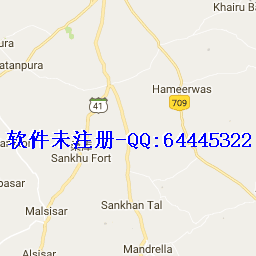 Khairu Ba
ura
atanpura
Hameerwas
41
709
软件未注册-QQ:64445322
Sankhu Fort
asar
Malsisar
Sankhan Tal
Alsisar
Mandrella